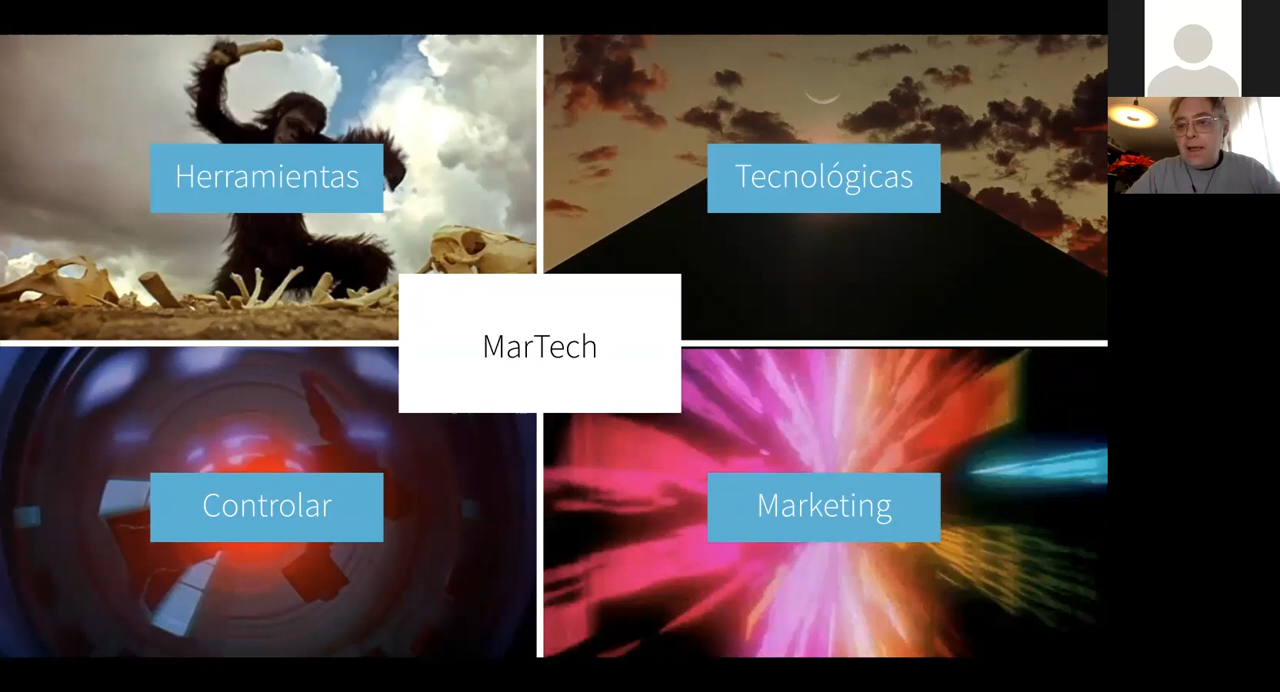 Herramientas
Tecnológicas
MarTech
Controlar
Marketing